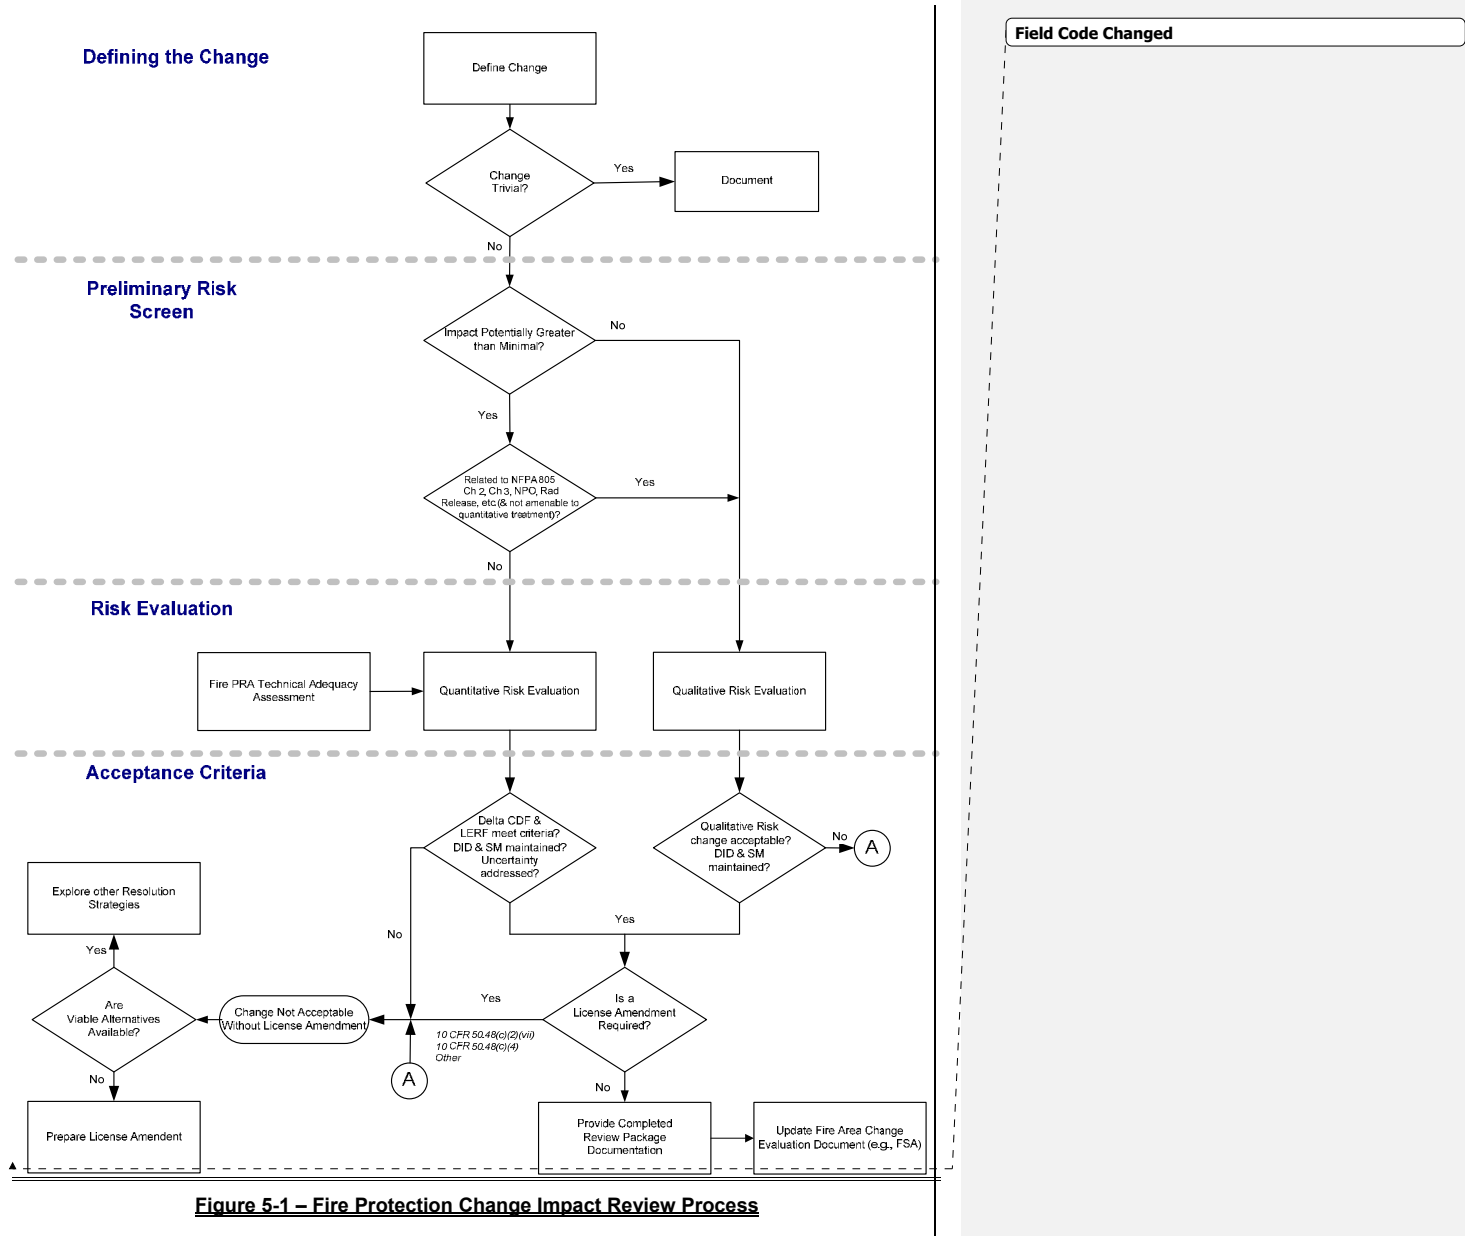 Field Code Changed
Defining the Change
Define Change
Change
Trivial?
Yes
Document
No
Preliminary Risk
Screen
Impact Potentially Greater
than Minimal?
No
Yes
Related to NFPA 805
Ch 2, Ch 3, NPO, Rad
Release, etc.(& not amenable to
quantitative treatment)?
Yes
No
Risk Evaluation
Fire PRA Technical Adequacy
Assessment
Quantitative Risk Evaluation
Qualitative Risk Evaluation
Acceptance Criteria
Delta CDF &
LERF meet criteria?
DID & SM maintained?
Uncertainty
addressed?
Qualitative Risk
change acceptable?
DID & SM
maintained?
No
A
Explore other Resolution
Strategies
Yes
No
Yes
Are
Viable Alternatives
Available?
Change Not Acceptable
Without License Amendment
Yes
10 CFR 50.48(c)(2)(vii)
10 CFR 50.48(c)(4)
Other
Is a
License Amendment
Required?
A
No
No
Prepare License Amendent
Provide Completed
Review Package
Documentation
Update Fire Area Change
Evaluation Document (e.g., FSA)
Figure 5-1 – Fire Protection Change Impact Review Process